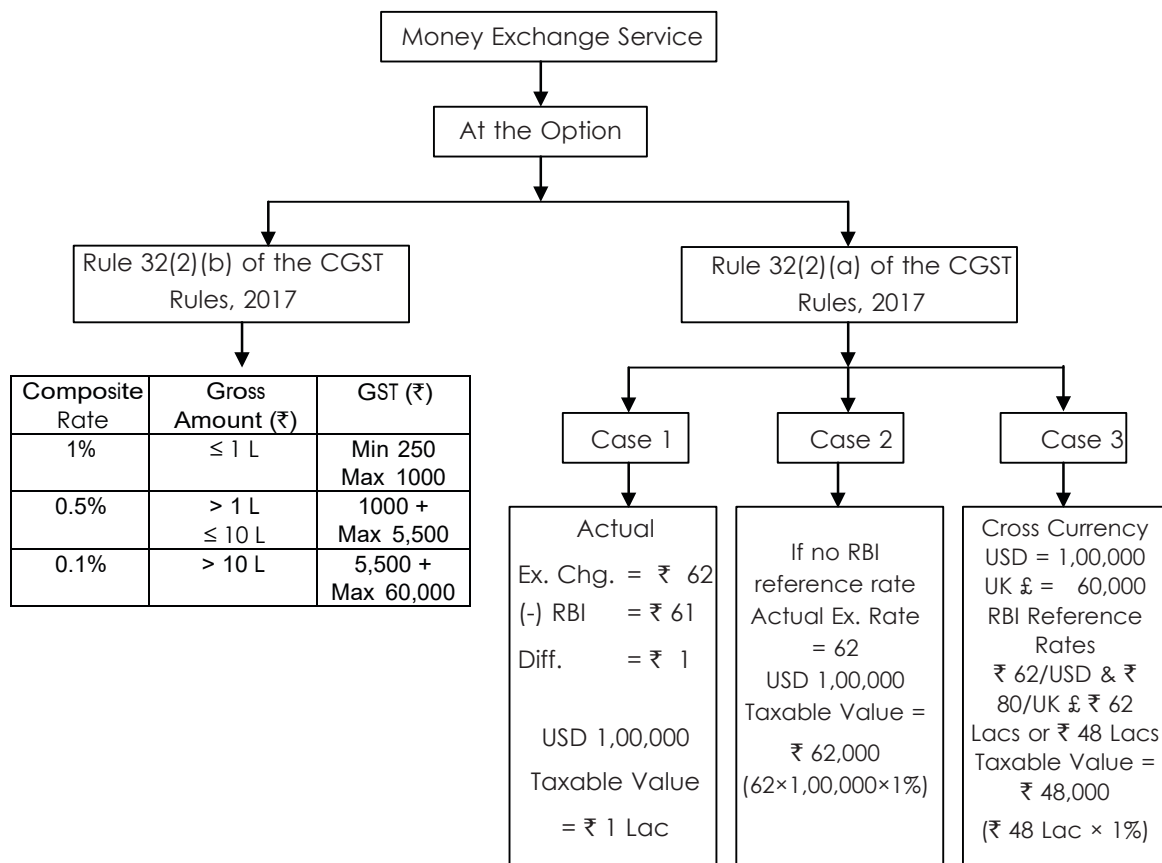 Money Exchange Service
At the Option
Rule 32(2)(b) of the CGST
Rules, 2017
Rule 32(2)(a) of the CGST
Rules, 2017
Composite Rate | Gross Amount (₹) | GST (₹)
1% | ≤ 1 L | Min 250 Max 1000
0.5% | > 1 L ≤ 10 L | 1000 + Max 5,500
0.1% | > 10 L | 5,500 + Max 60,000
Case 1
Case 2
Case 3
Actual
Ex. Chg. = ₹ 62
(-) RBI = ₹ 61
Diff. = ₹ 1
USD 1,00,000
Taxable Value
= ₹ 1 Lac
If no RBI
reference rate
Actual Ex. Rate
= 62
USD 1,00,000
Taxable Value =
₹ 62,000
(62×1,00,000×1%)
Cross Currency
USD = 1,00,000
UK £ = 60,000
RBI Reference
Rates
₹ 62/USD & ₹
80/UK £ ₹ 62
Lacs or ₹ 48 Lacs
Taxable Value =
₹ 48,000
(₹ 48 Lac × 1%)